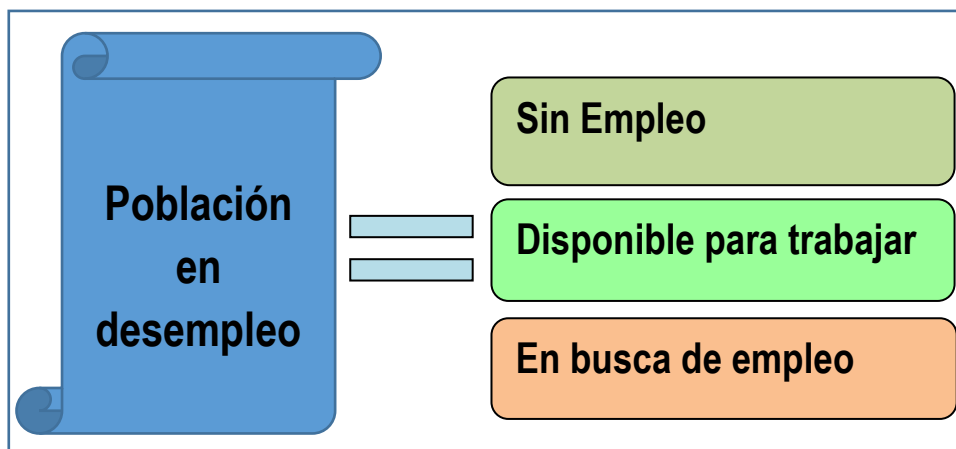 Población
en
desempleo
Sin Empleo
Disponible para trabajar
En busca de empleo